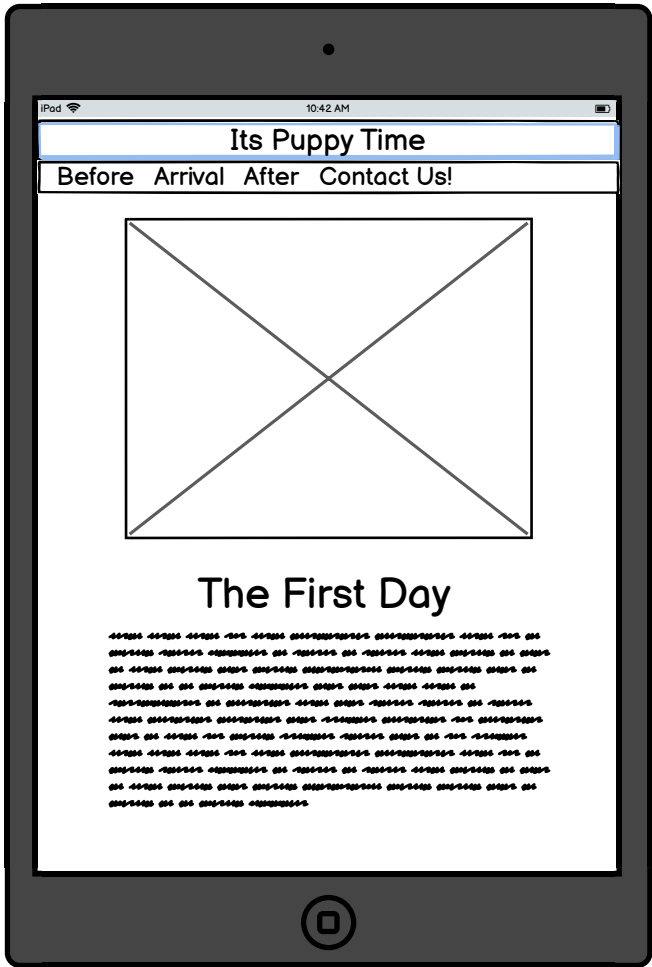 iPad 10:42 AM
Its Puppy Time
Before Arrival After Contact Us!
The First Day